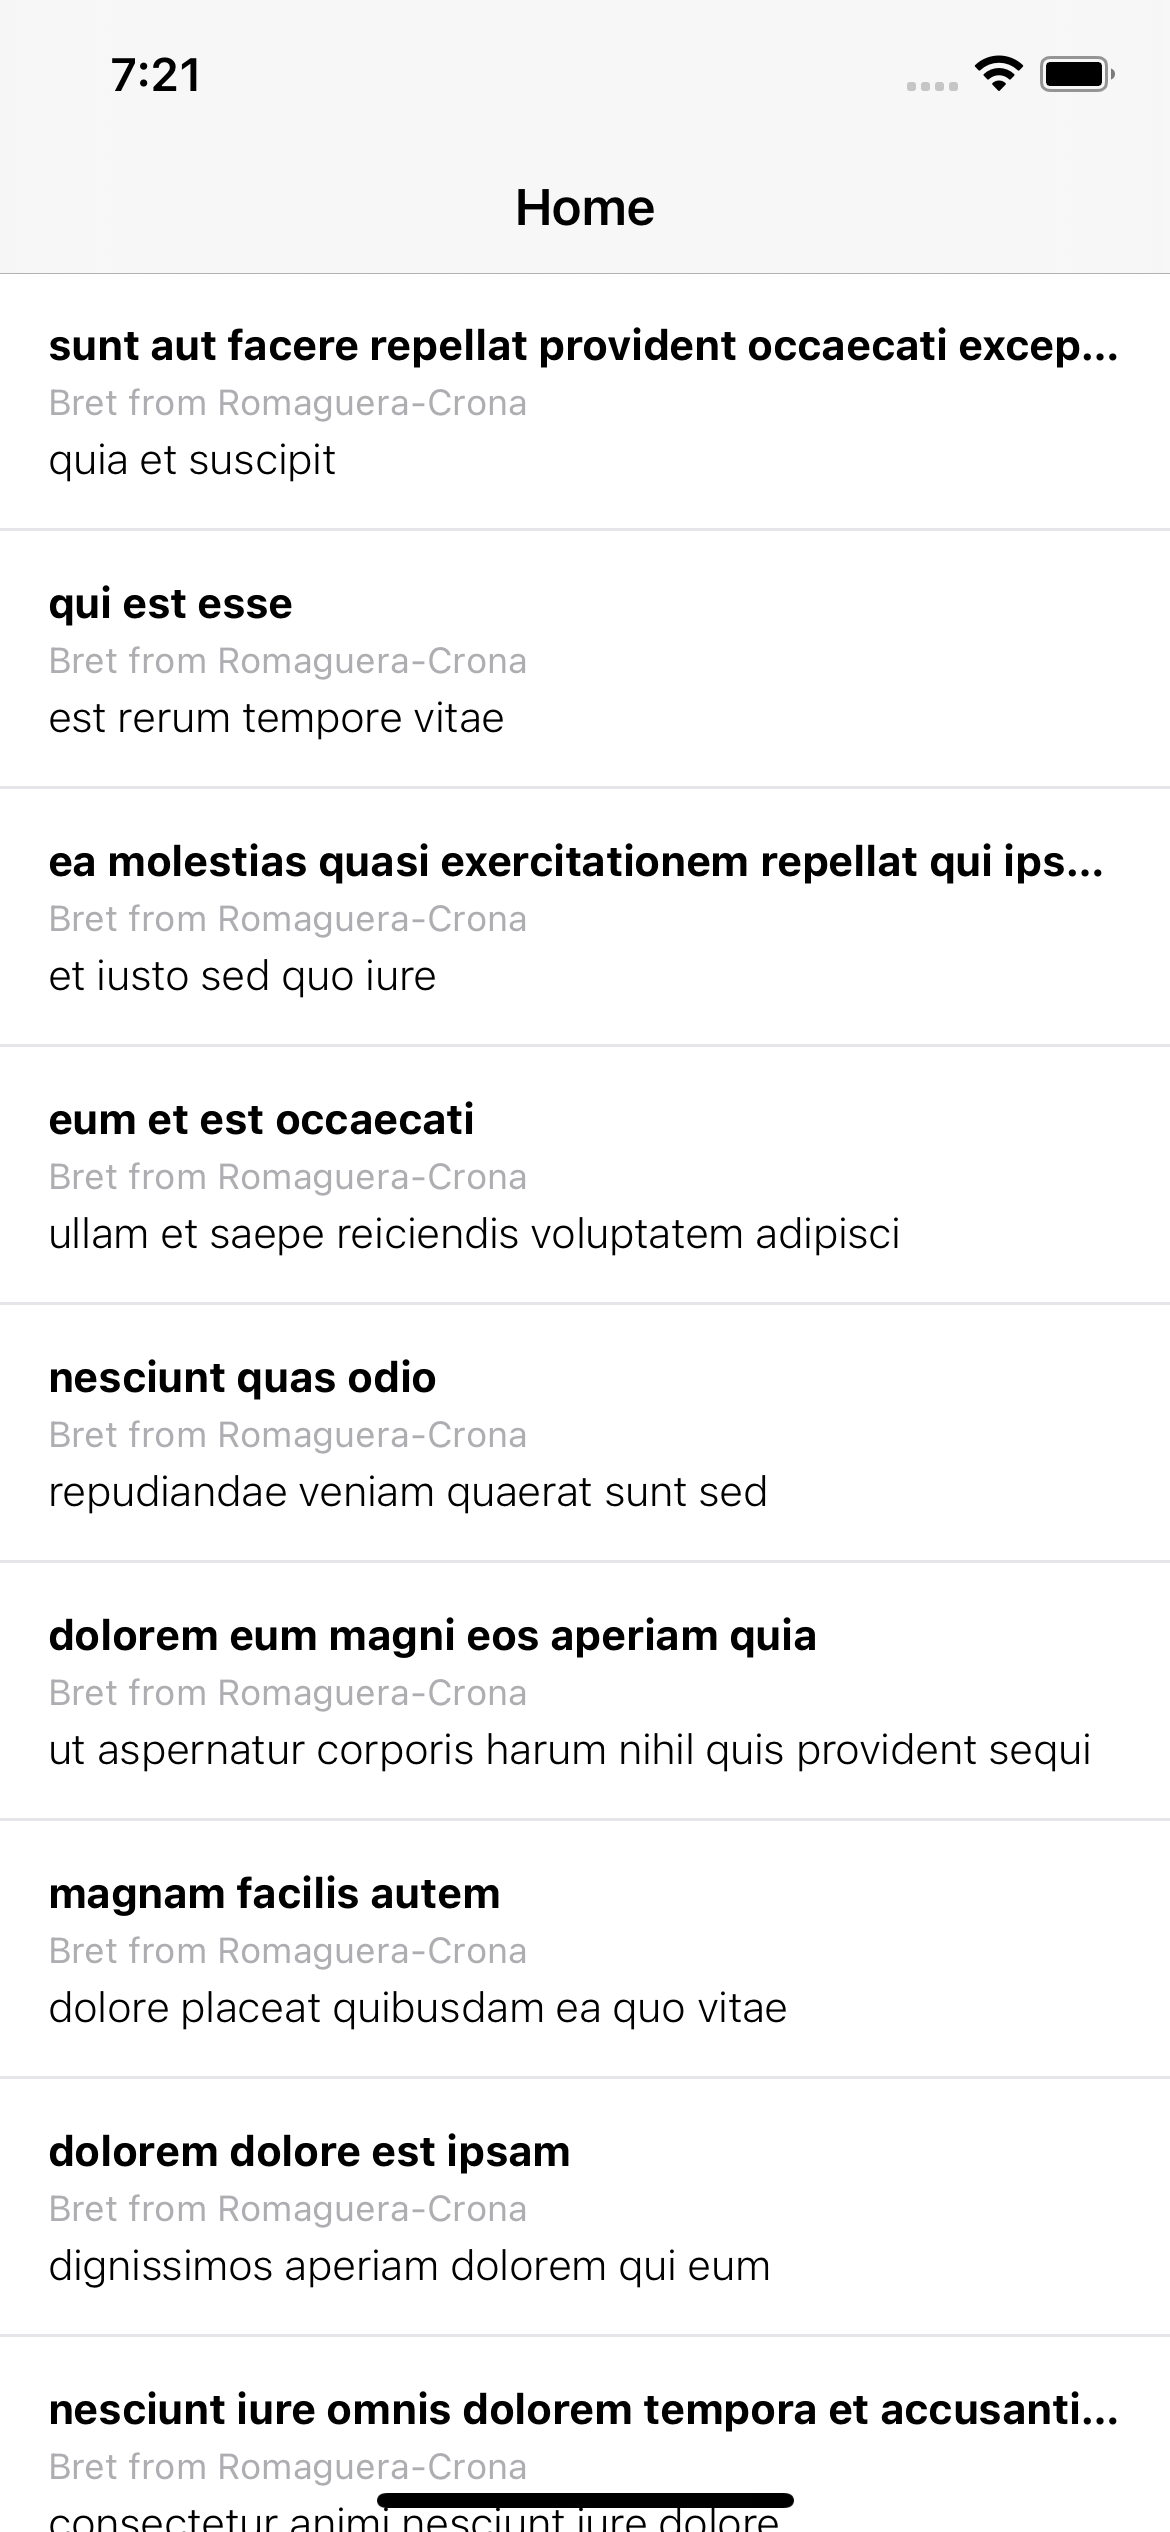 7:21
Home
sunt aut facere repellat provident occaecati excep...
Bret from Romaguera-Crona
quia et suscipit
qui est esse
Bret from Romaguera-Crona
est rerum tempore vitae
ea molestias quasi exercitationem repellat qui ips...
Bret from Romaguera-Crona
et iusto sed quo iure
eum et est occaecati
Bret from Romaguera-Crona
ullam et saepe reiciendis voluptatem adipisci
nesciunt quas odio
Bret from Romaguera-Crona
repudiandae veniam quaerat sunt sed
dolorem eum magni eos aperiam quia
Bret from Romaguera-Crona
ut aspernatur corporis harum nihil quis provident sequi
magnam facilis autem
Bret from Romaguera-Crona
dolore placeat quibusdam ea quo vitae
dolorem dolore est ipsam
Bret from Romaguera-Crona
dignissimos aperiam dolorem qui eum
nesciunt iure omnis dolorem tempora et accusanti...
Bret from Romaguera-Crona
consectetur animi nesciunt iure dolore